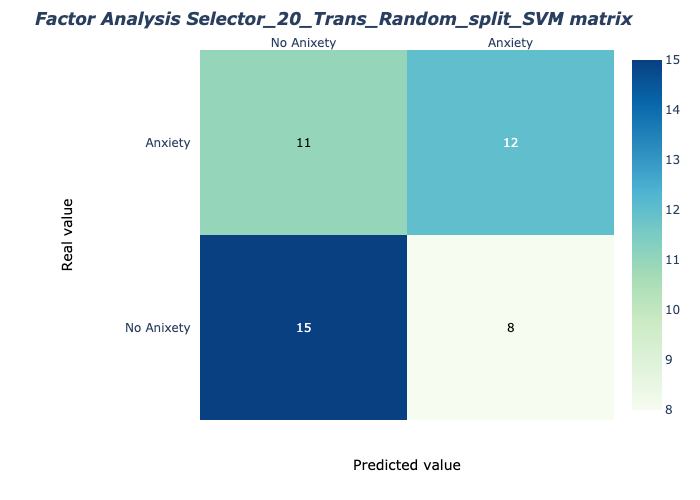 Factor Analysis Selector_20_Trans_Random_split_SVM matrix
No Anixety Anxiety
15
14
13
12
11
10
9
8
Anxiety 11 12
Real value
No Anixety 15 8
Predicted value